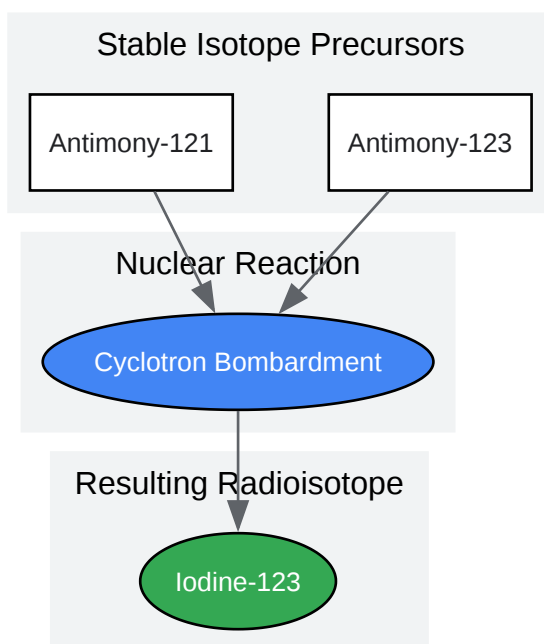 Stable Isotope Precursors
Antimony-121
Antimony-123
Nuclear Reaction
Cyclotron Bombardment
Resulting Radioisotope
Iodine-123